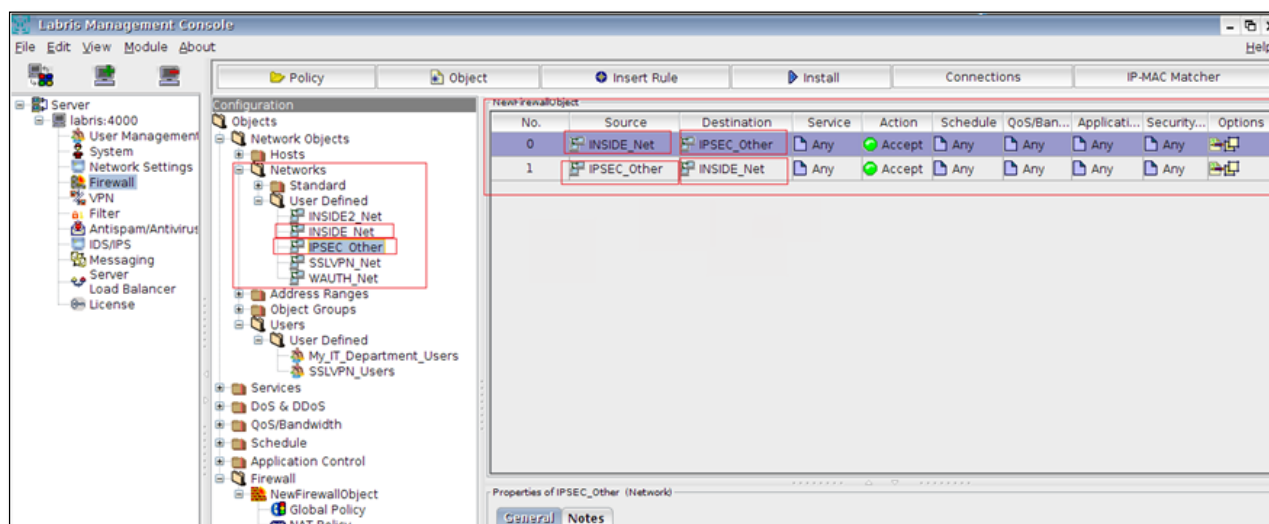 Labris Management Console
File Edit View Module About Help
Policy Object Insert Rule Install Connections IP-MAC Matcher
Server
labris:4000
User Management
System
Network Settings
Firewall
VPN
Filter
Antispam/Antivirus
IDS/IPS
Messaging
Server
Load Balancer
License
Configuration
Objects
Network Objects
Hosts
Networks
Standard
User Defined
INSIDE2_Net
INSIDE_Net
IPSEC_Other
SSLVPN_Net
WAUTH_Net
Address Ranges
Object Groups
Users
User Defined
My_IT_Department_Users
SSLVPN_Users
Services
DoS & DDoS
QoS/Bandwidth
Schedule
Application Control
Firewall
NewFirewallObject
Global Policy
NAT Policy
NewFirewallObject
No. Source Destination Service Action Schedule QoS/Ban... Applicati... Security... Options
0 INSIDE_Net IPSEC_Other Any Accept Any Any Any Any
1 IPSEC_Other INSIDE_Net Any Accept Any Any Any Any
Properties of IPSEC_Other (Network)
General Notes